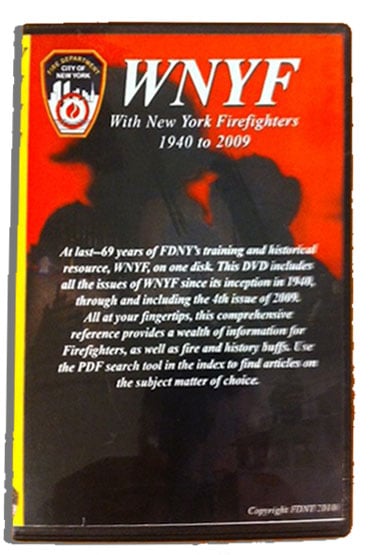 FIRE DEPARTMENT
CITY OF
NEW YORK
WNYF
With New York Firefighters
1940 to 2009
At last--69 years of FDNY's training and historical
resource, WNYF, on one disk. This DVD includes
all the issues of WNYF since its inception in 1940,
through and including the 4th issue of 2009.
All at your fingertips, this comprehensive
reference provides a wealth of information for
Firefighters, as well as fire and history buffs. Use
the PDF search tool in the index to find articles on
the subject matter of choice.
Copyright FDNY 2010